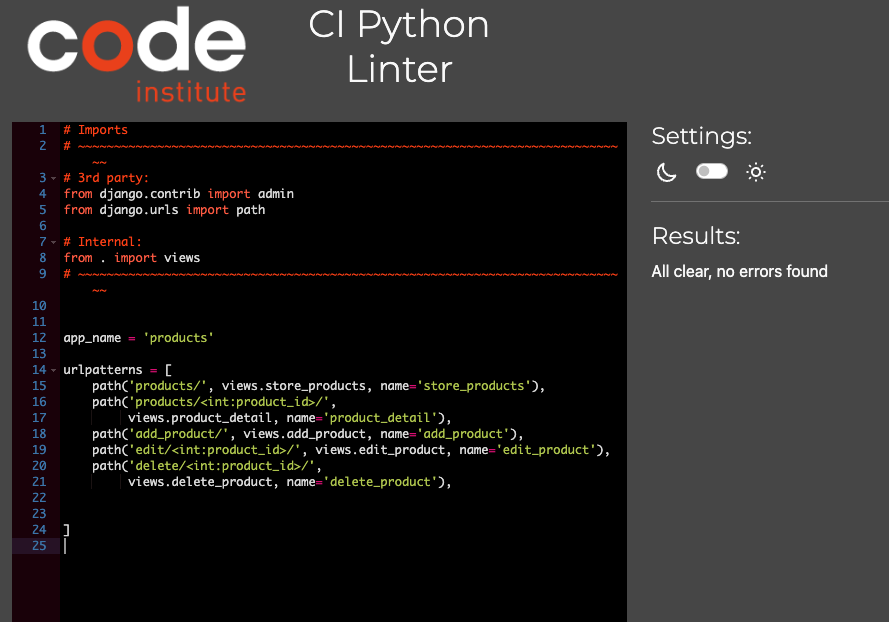 code
institute
CI Python
Linter
1 # Imports
2 # ~~~~~~~~~~~~~~~~~~~~~~~~~~~~~~~~~~~~~~~~~~~~~~~~~~~~~~~~~~~~~~~~~~~~~~~~~~~
~~
3 # 3rd party:
4 from django.contrib import admin
5 from django.urls import path
6
7 # Internal:
8 from . import views
9 # ~~~~~~~~~~~~~~~~~~~~~~~~~~~~~~~~~~~~~~~~~~~~~~~~~~~~~~~~~~~~~~~~~~~~~~~~~~~
~~
10
11
12 app_name = 'products'
13
14 urlpatterns = [
15     path('products/', views.store_products, name='store_products'),
16     path('products/<int:product_id>/',
17          views.product_detail, name='product_detail'),
18     path('add_product/', views.add_product, name='add_product'),
19     path('edit/<int:product_id>/', views.edit_product, name='edit_product'),
20     path('delete/<int:product_id>/',
21          views.delete_product, name='delete_product'),
22
23
24 ]
25
Settings:
Results:
All clear, no errors found